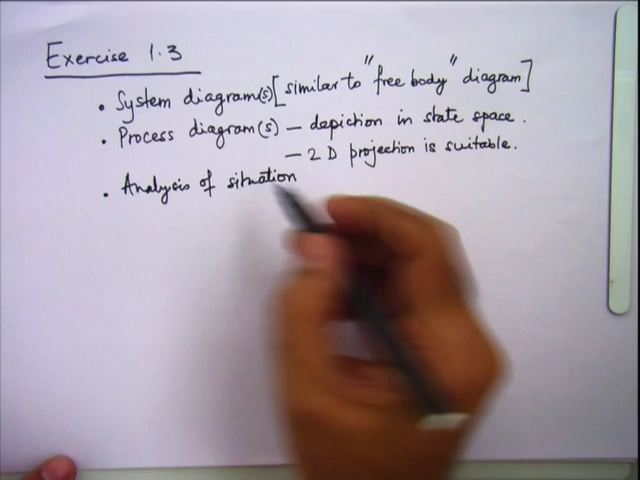 Exercise 1.3
• System diagram(s) [similar to "free body" diagram]
• Process diagram(s) — depiction in state space.
— 2 D projection is suitable.
• Analysis of situation